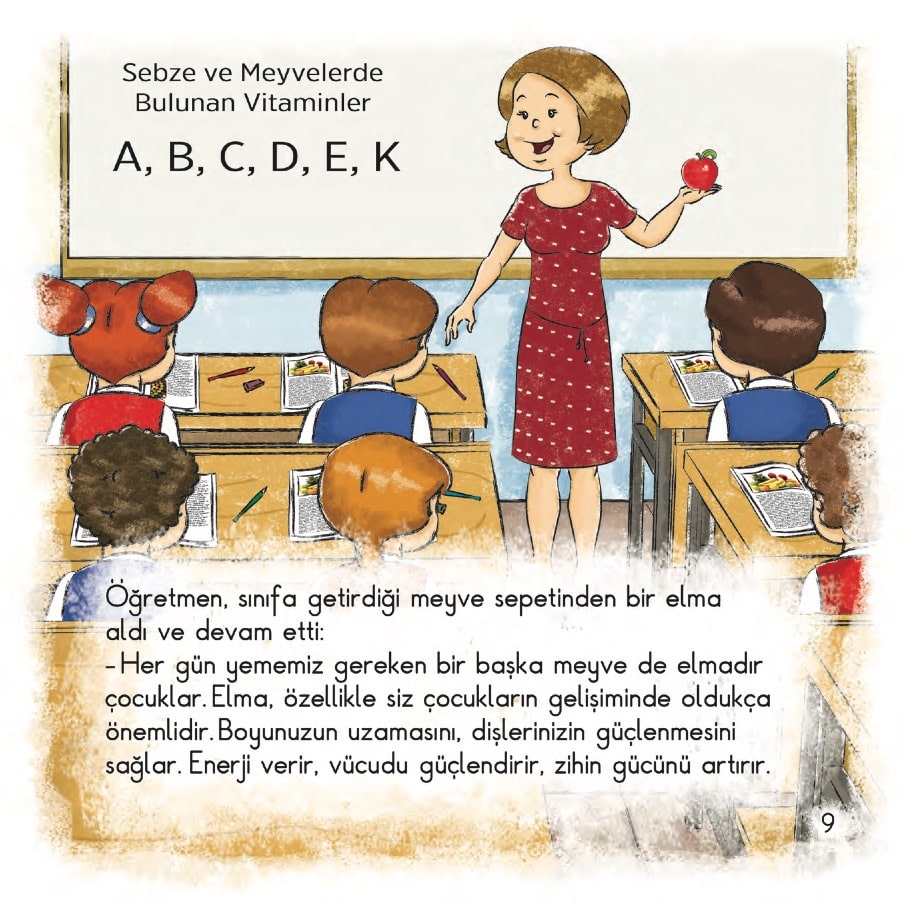 Sebze ve Meyvelerde
Bulunan Vitaminler
A, B, C, D, E, K
Öğretmen, sınıfa getirdiği meyve sepetinden bir elma
aldı ve devam etti:
- Her gün yememiz gereken bir başka meyve de elmadır
çocuklar. Elma, özellikle siz çocukların gelişiminde oldukça
önemlidir. Boyunuzun uzamasını, dişlerinizin güçlenmesini
sağlar. Enerji verir, vücudu güçlendirir, zihin gücünü artırır.
9